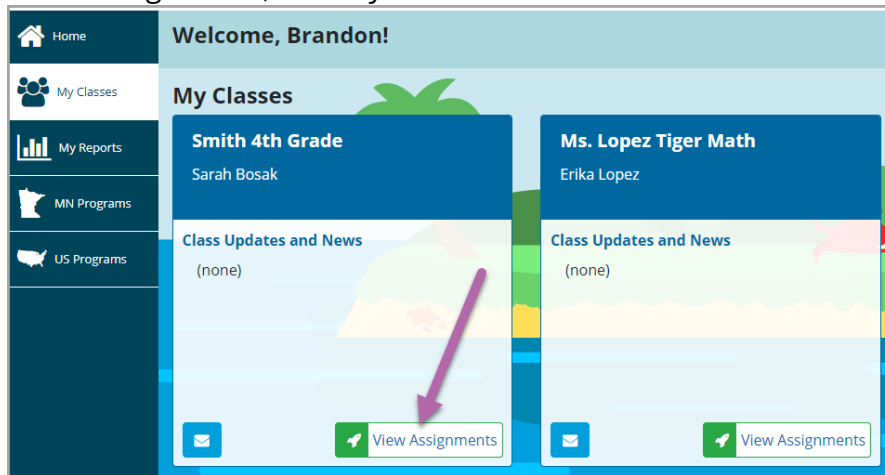 Home
My Classes
My Reports
MN Programs
US Programs
Welcome, Brandon!
My Classes
Smith 4th Grade
Sarah Bosak
Class Updates and News
(none)
View Assignments
Ms. Lopez Tiger Math
Erika Lopez
Class Updates and News
(none)
View Assignments